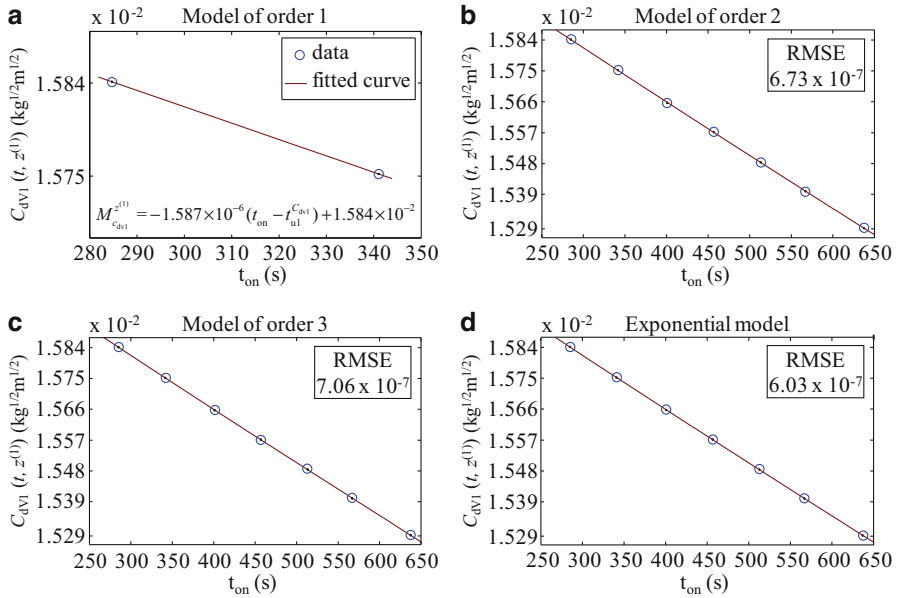 a
x 10⁻²
Model of order 1
data
fitted curve
1.584
1.575
C_dV1 (t, z⁽¹⁾) (kg^1/2 m^1/2)
M_{c_dv1}^{z⁽¹⁾} = −1.587×10⁻⁶ (t_on − t_u1^{C_dv1}) + 1.584×10⁻²
280 290 300 310 320 330 340 350
t_on (s)
b
x 10⁻²
Model of order 2
RMSE
6.73 x 10⁻⁷
1.584
1.575
1.566
1.557
1.548
1.539
1.529
C_dV1 (t, z⁽¹⁾) (kg^1/2 m^1/2)
250 300 350 400 450 500 550 600 650
t_on (s)
c
x 10⁻²
Model of order 3
RMSE
7.06 x 10⁻⁷
1.584
1.575
1.566
1.557
1.548
1.539
1.529
C_dV1 (t, z⁽¹⁾) (kg^1/2 m^1/2)
250 300 350 400 450 500 550 600 650
t_on (s)
d
x 10⁻²
Exponential model
RMSE
6.03 x 10⁻⁷
1.584
1.575
1.566
1.557
1.548
1.539
1.529
C_dV1 (t, z⁽¹⁾) (kg^1/2 m^1/2)
250 300 350 400 450 500 550 600 650
t_on (s)